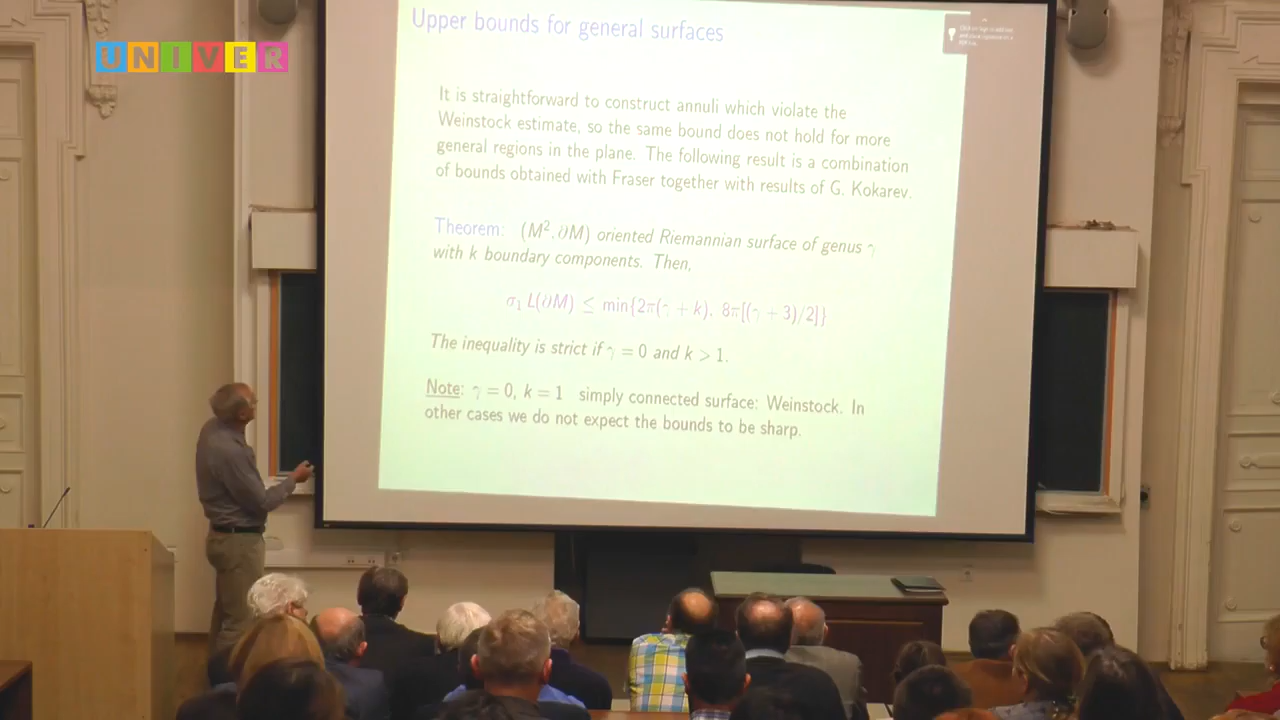 UNIVER
Upper bounds for general surfaces
It is straightforward to construct annuli which violate the
Weinstock estimate, so the same bound does not hold for more
general regions in the plane. The following result is a combination
of bounds obtained with Fraser together with results of G. Kokarev.
Theorem: (M², ∂M) oriented Riemannian surface of genus γ
with k boundary components. Then,
σ₁L(∂M) ≤ min{2π(γ + k), 8π[(γ + 3)/2]}
The inequality is strict if γ = 0 and k > 1.
Note: γ = 0, k = 1 simply connected surface: Weinstock. In
other cases we do not expect the bounds to be sharp.